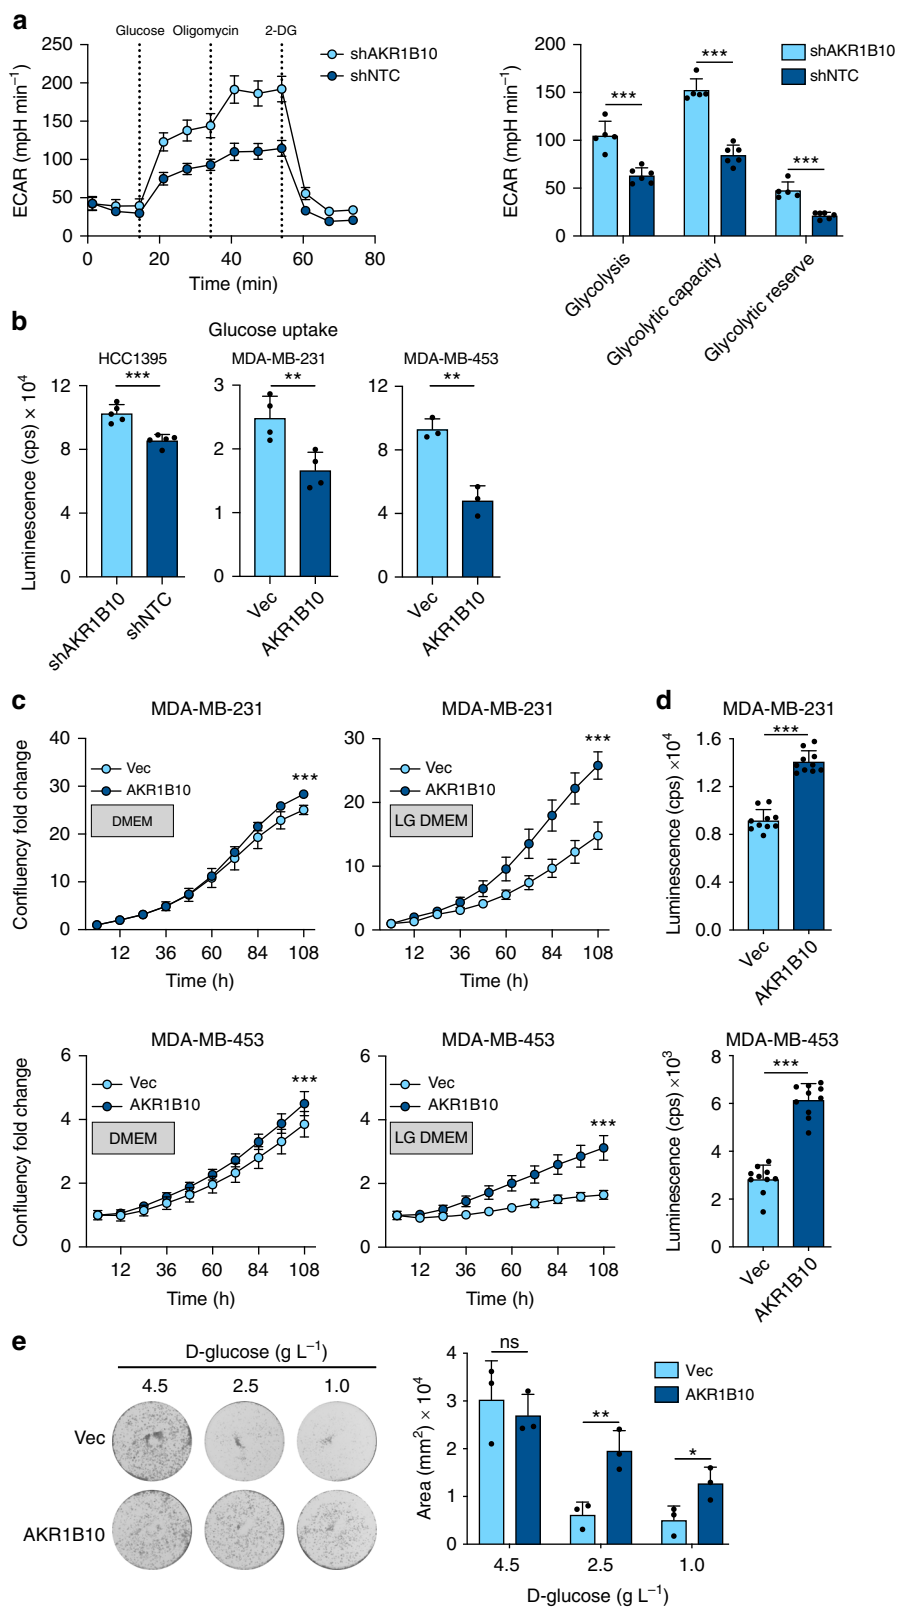 a
Glucose Oligomycin 2-DG
ECAR (mpH min−1)
250
200
150
100
50
0
0 20 40 60 80
Time (min)
shAKR1B10
shNTC
ECAR (mpH min−1)
200
150
100
50
0
*** *** ***
Glycolysis
Glycolytic capacity
Glycolytic reserve
shAKR1B10
shNTC
b
Glucose uptake
HCC1395
Luminescence (cps) × 10^4
12
8
4
0
***
shAKR1B10
shNTC
MDA-MB-231
3
2
1
0
**
Vec
AKR1B10
MDA-MB-453
12
8
4
0
**
Vec
AKR1B10
c
MDA-MB-231
Confluency fold change
40
30
20
10
0
Vec
AKR1B10
DMEM
***
12 36 60 84 108
Time (h)
MDA-MB-231
30
20
10
0
Vec
AKR1B10
LG DMEM
***
12 36 60 84 108
Time (h)
MDA-MB-453
Confluency fold change
6
4
2
0
Vec
AKR1B10
DMEM
***
12 36 60 84 108
Time (h)
MDA-MB-453
6
4
2
0
Vec
AKR1B10
LG DMEM
***
12 36 60 84 108
Time (h)
d
MDA-MB-231
Luminescence (cps) ×10^4
1.6
1.2
0.8
0.4
0.0
***
Vec
AKR1B10
MDA-MB-453
Luminescence (cps) ×10^3
8
6
4
2
0
***
Vec
AKR1B10
e
D-glucose (g L−1)
4.5 2.5 1.0
Vec
AKR1B10
Area (mm2) × 10^4
4
3
2
1
0
ns
**
*
Vec
AKR1B10
4.5 2.5 1.0
D-glucose (g L−1)